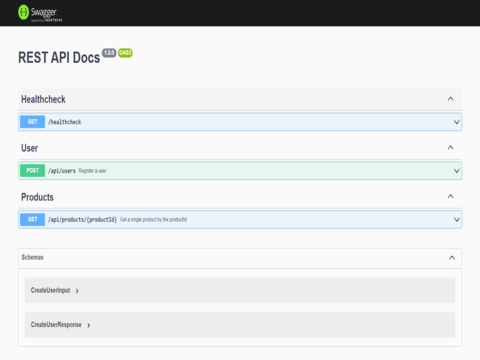 Swagger
Supported by SMARTBEAR
REST API Docs 1.0.0 OAS3
Healthcheck
GET /healthcheck
User
POST /api/users Register a user
Products
GET /api/products/{productId} Get a single product by the productId
Schemas
CreateUserInput
CreateUserResponse